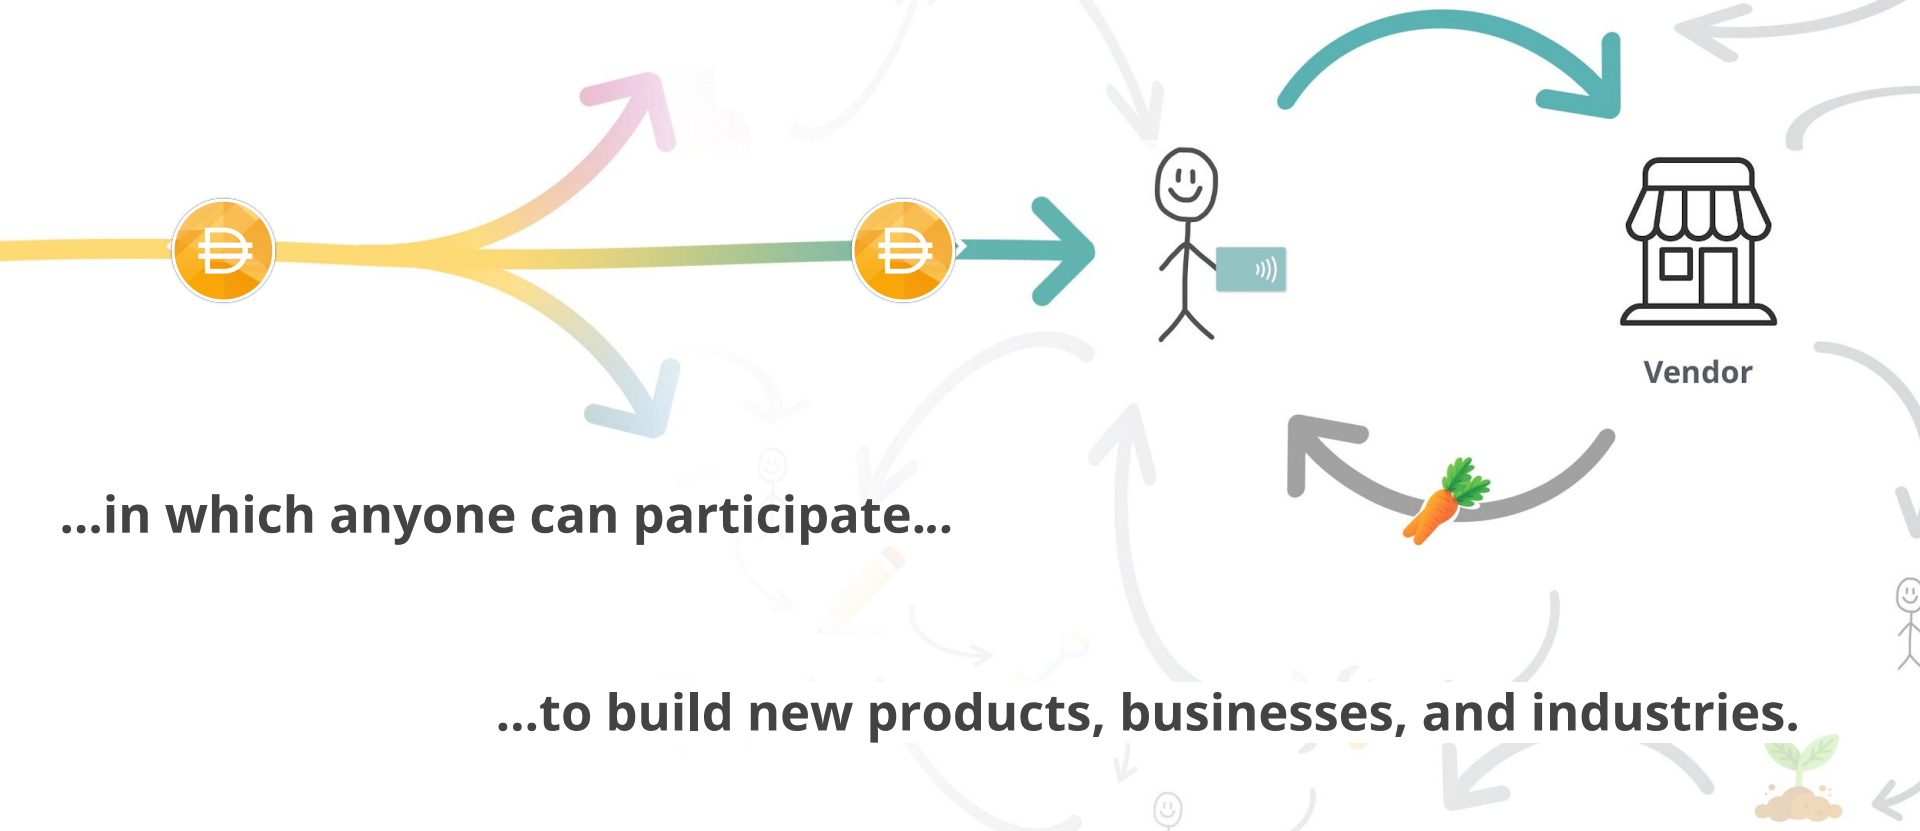 Vendor
...in which anyone can participate...
...to build new products, businesses, and industries.